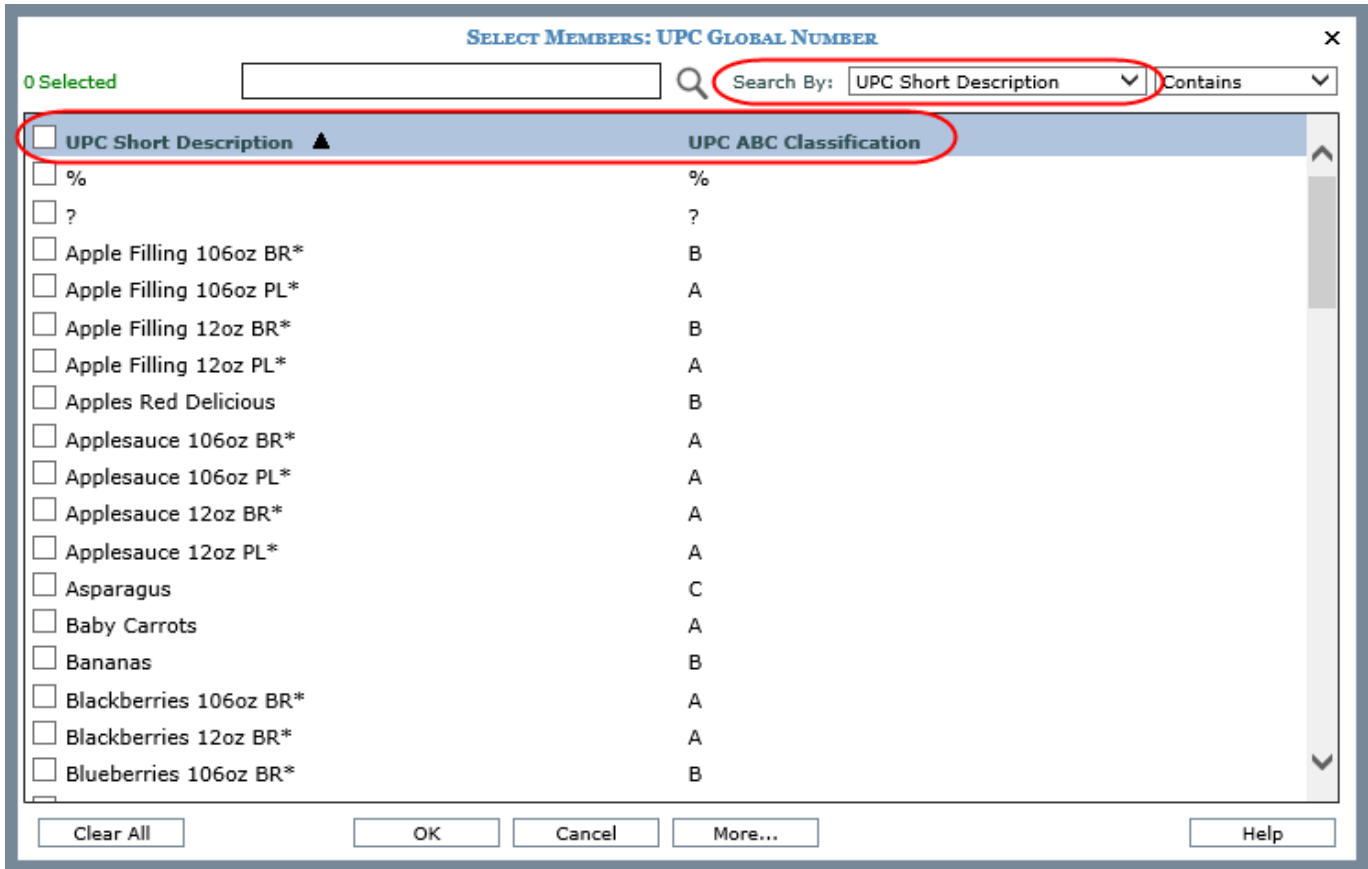 SELECT MEMBERS: UPC GLOBAL NUMBER ×
0 Selected Search By: UPC Short Description Contains
UPC Short Description ▲ UPC ABC Classification
% %
? ?
Apple Filling 106oz BR* B
Apple Filling 106oz PL* A
Apple Filling 12oz BR* B
Apple Filling 12oz PL* A
Apples Red Delicious B
Applesauce 106oz BR* A
Applesauce 106oz PL* A
Applesauce 12oz BR* A
Applesauce 12oz PL* A
Asparagus C
Baby Carrots A
Bananas B
Blackberries 106oz BR* A
Blackberries 12oz BR* A
Blueberries 106oz BR* B
Clear All OK Cancel More... Help